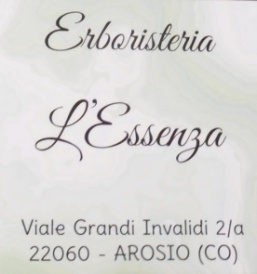 Erboristeria
L'Essenza
Viale Grandi Invalidi 2/a
22060 - AROSIO (CO)